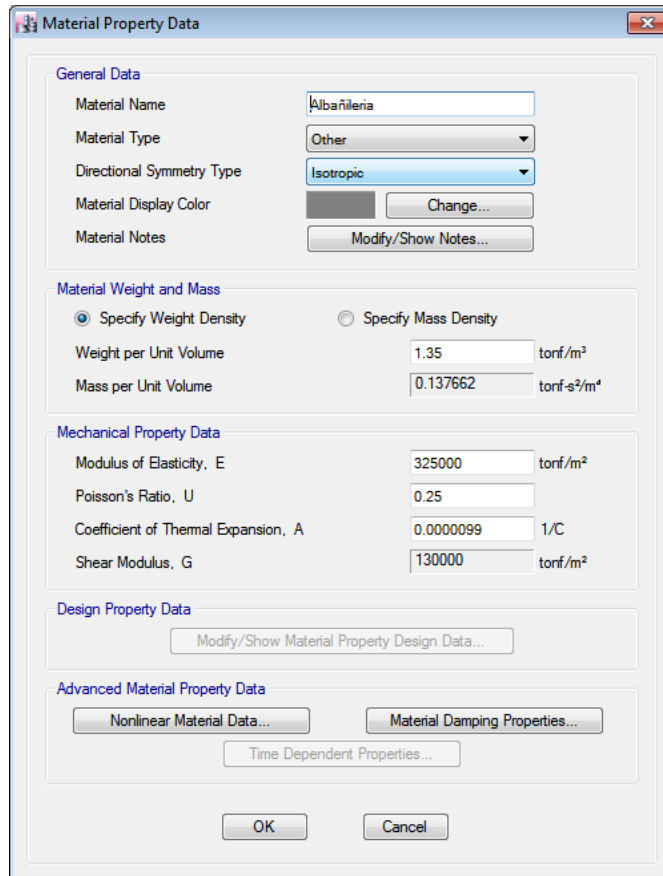 Material Property Data
General Data
Material Name Albañileria
Material Type Other
Directional Symmetry Type Isotropic
Material Display Color Change...
Material Notes Modify/Show Notes...
Material Weight and Mass
Specify Weight Density Specify Mass Density
Weight per Unit Volume 1.35 tonf/m³
Mass per Unit Volume 0.137662 tonf-s²/m⁴
Mechanical Property Data
Modulus of Elasticity, E 325000 tonf/m²
Poisson's Ratio, U 0.25
Coefficient of Thermal Expansion, A 0.0000099 1/C
Shear Modulus, G 130000 tonf/m²
Design Property Data
Modify/Show Material Property Design Data...
Advanced Material Property Data
Nonlinear Material Data... Material Damping Properties...
Time Dependent Properties...
OK Cancel